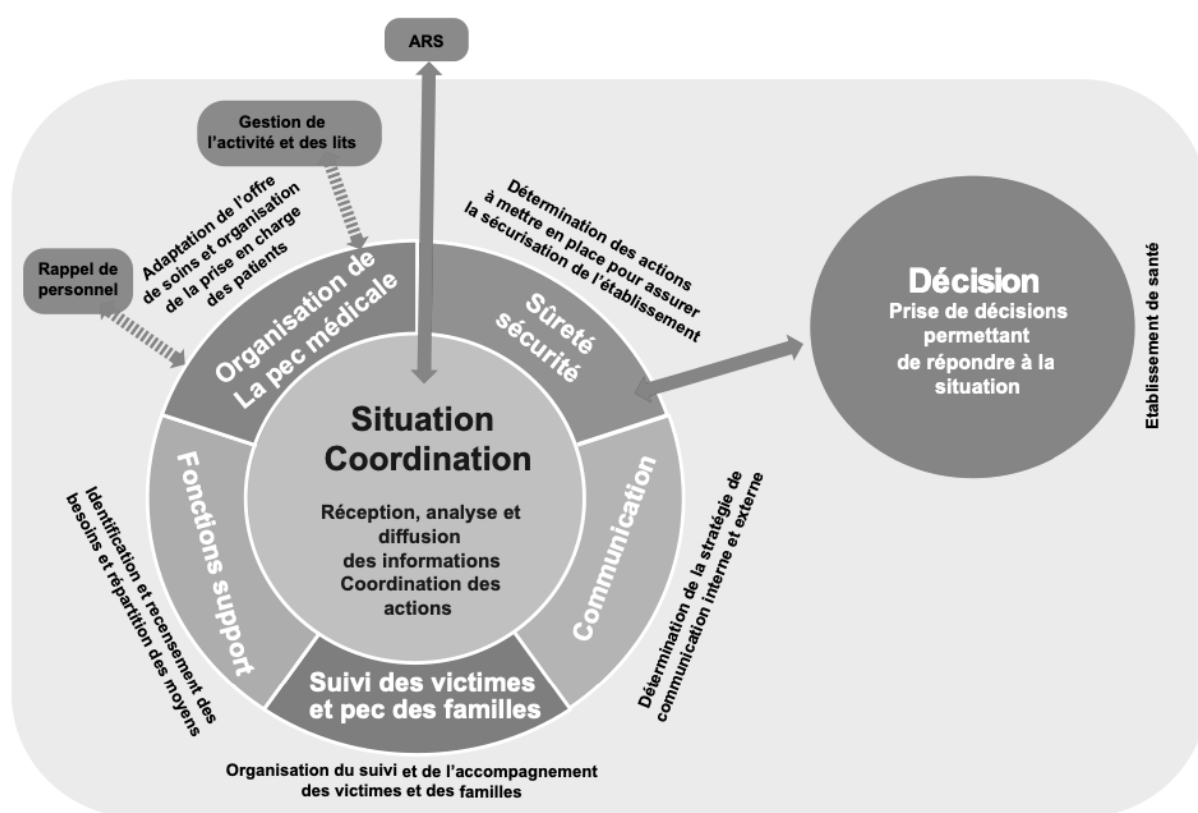 ARS
Gestion de
l'activité et des lits
Rappel de
personnel
Adaptation de l'offre
de soins et organisation
de la prise en charge
des patients
Organisation de
La pec médicale
Détermination des actions
à mettre en place pour assurer
la sécurisation de l'établissement
Sûreté
sécurité
Décision
Prise de décisions
permettant
de répondre à la
situation
Etablissement de santé
Situation
Coordination
Réception, analyse et
diffusion
des informations
Coordination des
actions
Fonctions support
Identification et recensement des
besoins et répartition des moyens
Communication
Détermination de la stratégie de
communication interne et externe
Suivi des victimes
et pec des familles
Organisation du suivi et de l'accompagnement
des victimes et des familles